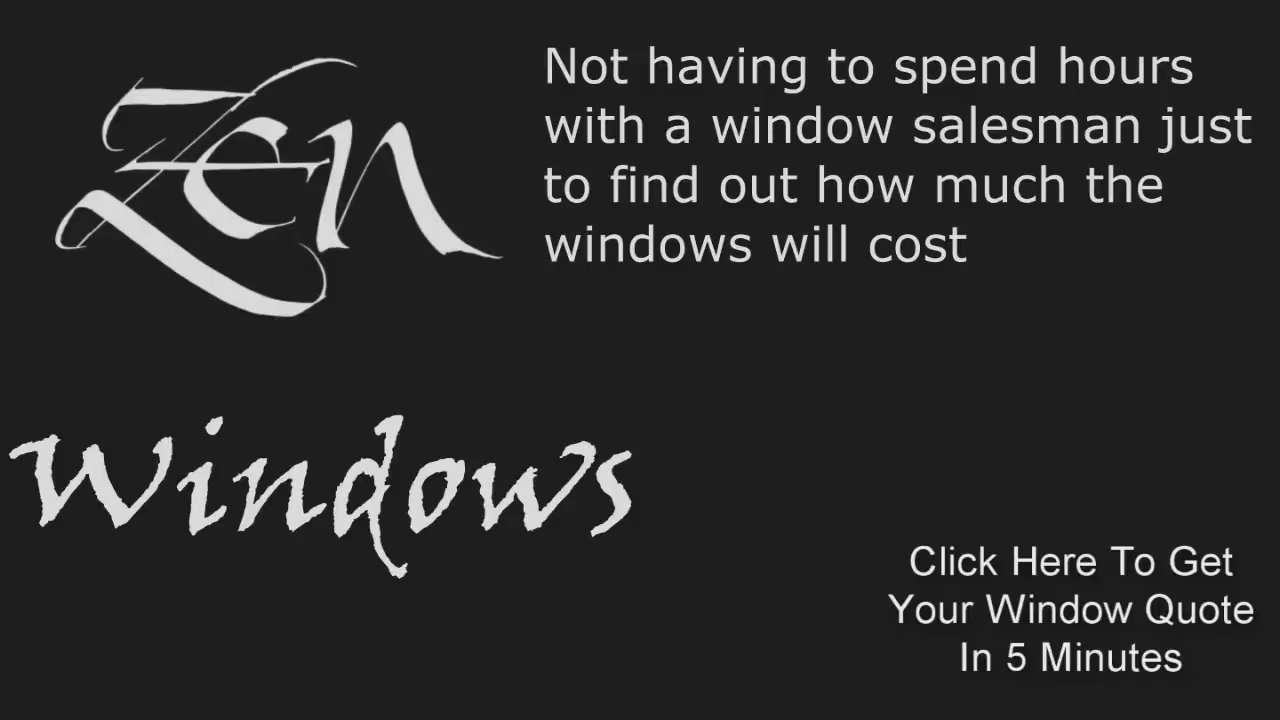 Zen
Not having to spend hours
with a window salesman just
to find out how much the
windows will cost
Windows
Click Here To Get
Your Window Quote
In 5 Minutes